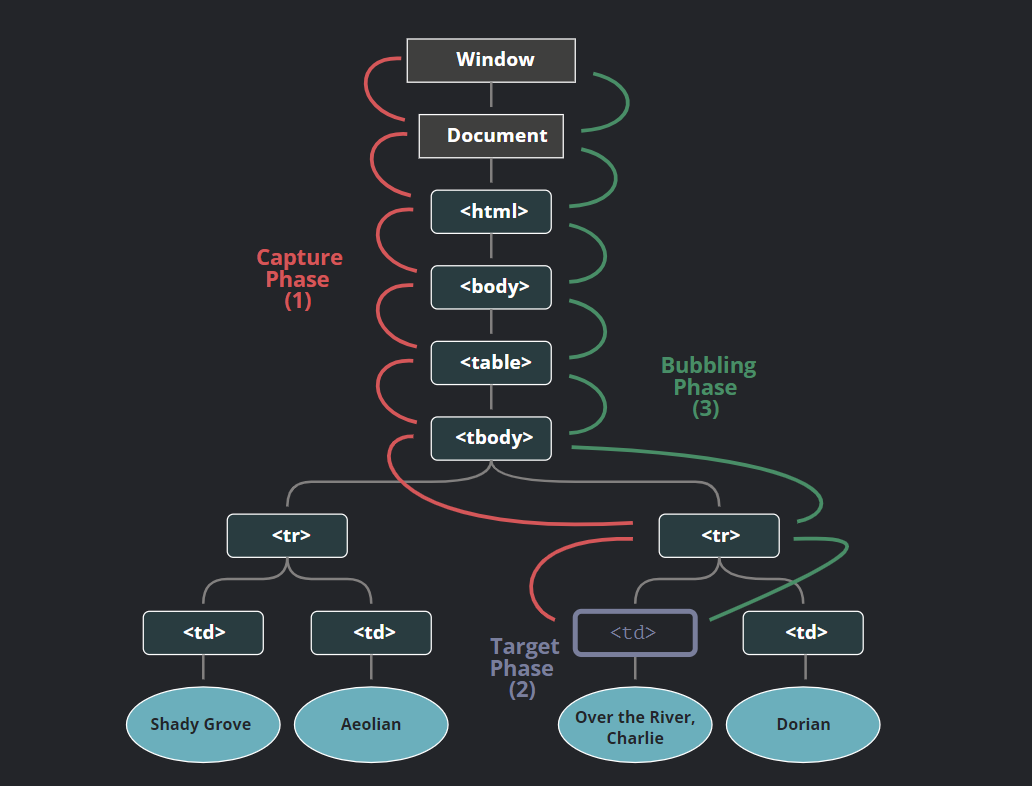 Window
Document
<html>
<body>
<table>
<tbody>
Capture
Phase
(1)
Bubbling
Phase
(3)
<tr>
<tr>
<td>
<td>
<td>
<td>
Target
Phase
(2)
Shady Grove
Aeolian
Over the River,
Charlie
Dorian